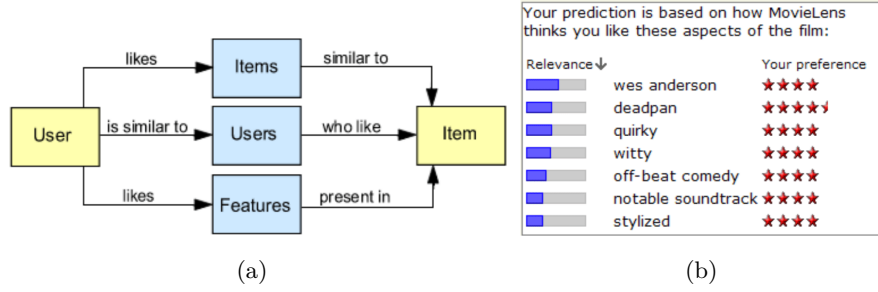 likes
Items
similar to
User
is similar to
Users
who like
Item
likes
Features
present in
(a)
Your prediction is based on how MovieLens
thinks you like these aspects of the film:
Relevance Your preference
wes anderson
deadpan
quirky
witty
off-beat comedy
notable soundtrack
stylized
(b)